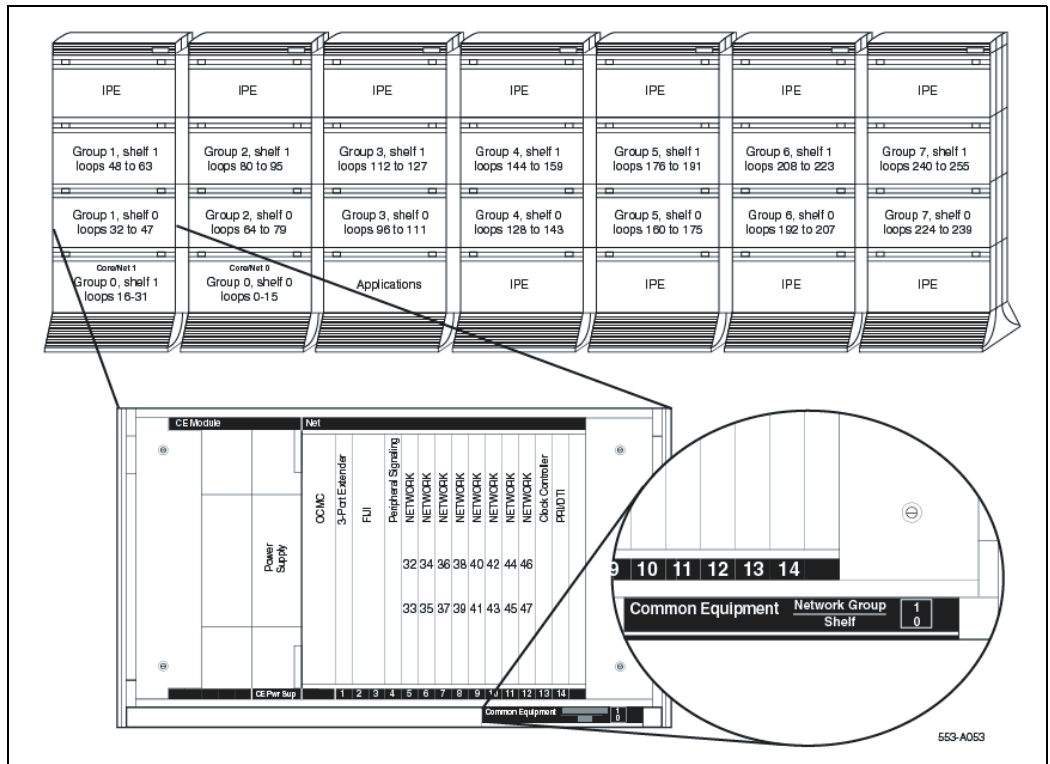 IPE IPE IPE IPE IPE IPE IPE
Group 1, shelf 1 Group 2, shelf 1 Group 3, shelf 1 Group 4, shelf 1 Group 5, shelf 1 Group 6, shelf 1 Group 7, shelf 1
loops 48 to 63 loops 80 to 95 loops 112 to 127 loops 144 to 159 loops 176 to 191 loops 208 to 223 loops 240 to 255
Group 1, shelf 0 Group 2, shelf 0 Group 3, shelf 0 Group 4, shelf 0 Group 5, shelf 0 Group 6, shelf 0 Group 7, shelf 0
loops 32 to 47 loops 64 to 79 loops 96 to 111 loops 128 to 143 loops 160 to 175 loops 192 to 207 loops 224 to 239
Core/Net 1 Core/Net 0
Group 0, shelf 1 Group 0, shelf 0 Applications IPE IPE IPE IPE
loops 16-31 loops 0-15
CE Module Net
Power
Supply
OCMC
3-Port Extender
FIJI
Peripheral Signaling
NETWORK
NETWORK
NETWORK
NETWORK
NETWORK
NETWORK
NETWORK
NETWORK
Clock Controller
PRI/DTI
32 34 36 38 40 42 44 46
33 35 37 39 41 43 45 47
CE Pwr Sup 1 2 3 4 5 6 7 8 9 10 11 12 13 14
Common Equipment 1
0
9 10 11 12 13 14
Common Equipment Network Group 1
Shelf 0
553-A053